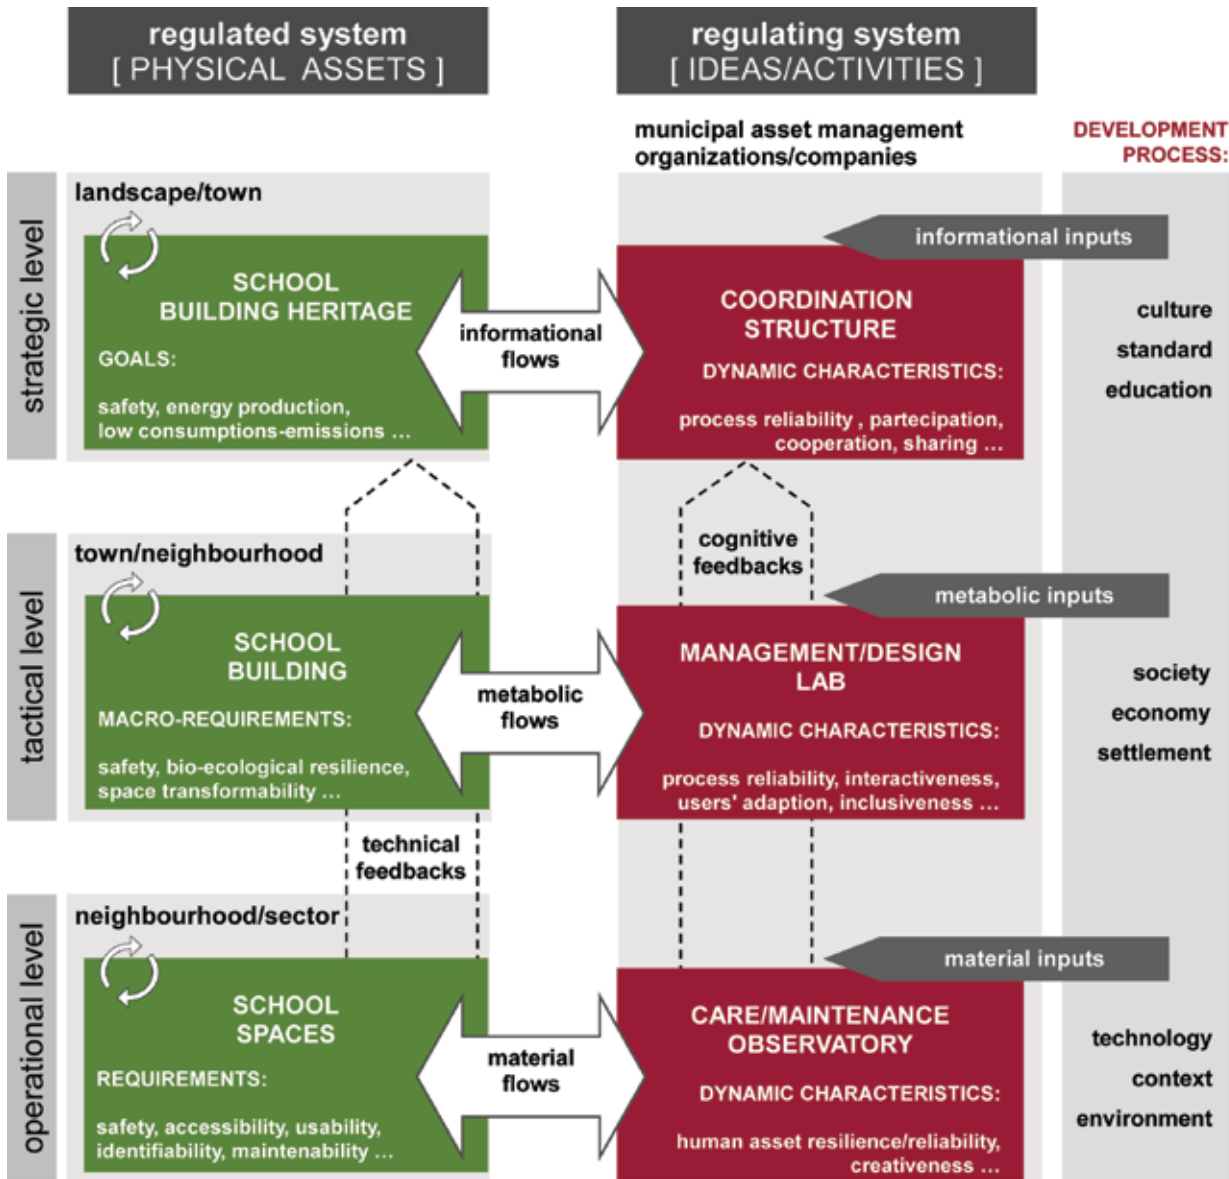 regulated system
[ PHYSICAL ASSETS ]
regulating system
[ IDEAS/ACTIVITIES ]
municipal asset management
organizations/companies
DEVELOPMENT
PROCESS:
strategic level
landscape/town
SCHOOL
BUILDING HERITAGE
GOALS:
safety, energy production,
low consumptions-emissions ...
informational
flows
COORDINATION
STRUCTURE
DYNAMIC CHARACTERISTICS:
process reliability , partecipation,
cooperation, sharing ...
informational inputs
culture
standard
education
tactical level
town/neighbourhood
SCHOOL
BUILDING
MACRO-REQUIREMENTS:
safety, bio-ecological resilience,
space transformability ...
metabolic
flows
cognitive
feedbacks
MANAGEMENT/DESIGN
LAB
DYNAMIC CHARACTERISTICS:
process reliability, interactiveness,
users' adaption, inclusiveness ...
metabolic inputs
society
economy
settlement
technical
feedbacks
operational level
neighbourhood/sector
SCHOOL
SPACES
REQUIREMENTS:
safety, accessibility, usability,
identifiability, maintenability ...
material
flows
CARE/MAINTENANCE
OBSERVATORY
DYNAMIC CHARACTERISTICS:
human asset resilience/reliability,
creativeness ...
material inputs
technology
context
environment